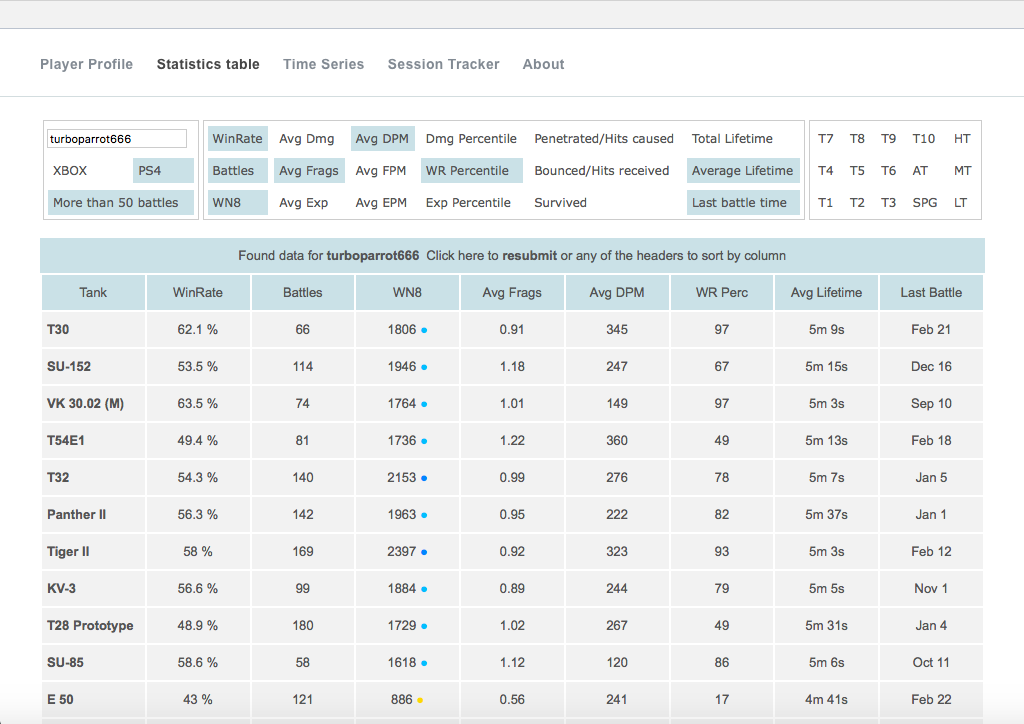 Player Profile Statistics table Time Series Session Tracker About
turboparrot666 WinRate Avg Dmg Avg DPM Dmg Percentile Penetrated/Hits caused Total Lifetime T7 T8 T9 T10 HT
XBOX PS4 Battles Avg Frags Avg FPM WR Percentile Bounced/Hits received Average Lifetime T4 T5 T6 AT MT
More than 50 battles WN8 Avg Exp Avg EPM Exp Percentile Survived Last battle time T1 T2 T3 SPG LT
Found data for turboparrot666 Click here to resubmit or any of the headers to sort by column
Tank WinRate Battles WN8 Avg Frags Avg DPM WR Perc Avg Lifetime Last Battle
T30 62.1 % 66 1806 0.91 345 97 5m 9s Feb 21
SU-152 53.5 % 114 1946 1.18 247 67 5m 15s Dec 16
VK 30.02 (M) 63.5 % 74 1764 1.01 149 97 5m 3s Sep 10
T54E1 49.4 % 81 1736 1.22 360 49 5m 13s Feb 18
T32 54.3 % 140 2153 0.99 276 78 5m 7s Jan 5
Panther II 56.3 % 142 1963 0.95 222 82 5m 37s Jan 1
Tiger II 58 % 169 2397 0.92 323 93 5m 3s Feb 12
KV-3 56.6 % 99 1884 0.89 244 79 5m 5s Nov 1
T28 Prototype 48.9 % 180 1729 1.02 267 49 5m 31s Jan 4
SU-85 58.6 % 58 1618 1.12 120 86 5m 6s Oct 11
E 50 43 % 121 886 0.56 241 17 4m 41s Feb 22